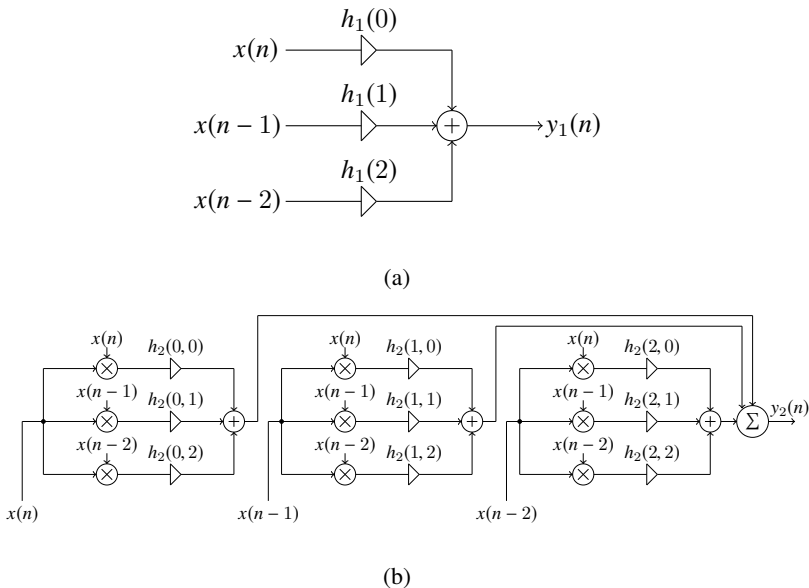 h₁(0)
x(n)
h₁(1)
x(n − 1)
+
y₁(n)
h₁(2)
x(n − 2)
(a)
x(n) h₂(0, 0) x(n) h₂(1, 0) x(n) h₂(2, 0)
x(n − 1) h₂(0, 1) x(n − 1) h₂(1, 1) x(n − 1) h₂(2, 1)
+ + + Σ y₂(n)
x(n − 2) h₂(0, 2) x(n − 2) h₂(1, 2) x(n − 2) h₂(2, 2)
x(n) x(n − 1) x(n − 2)
(b)